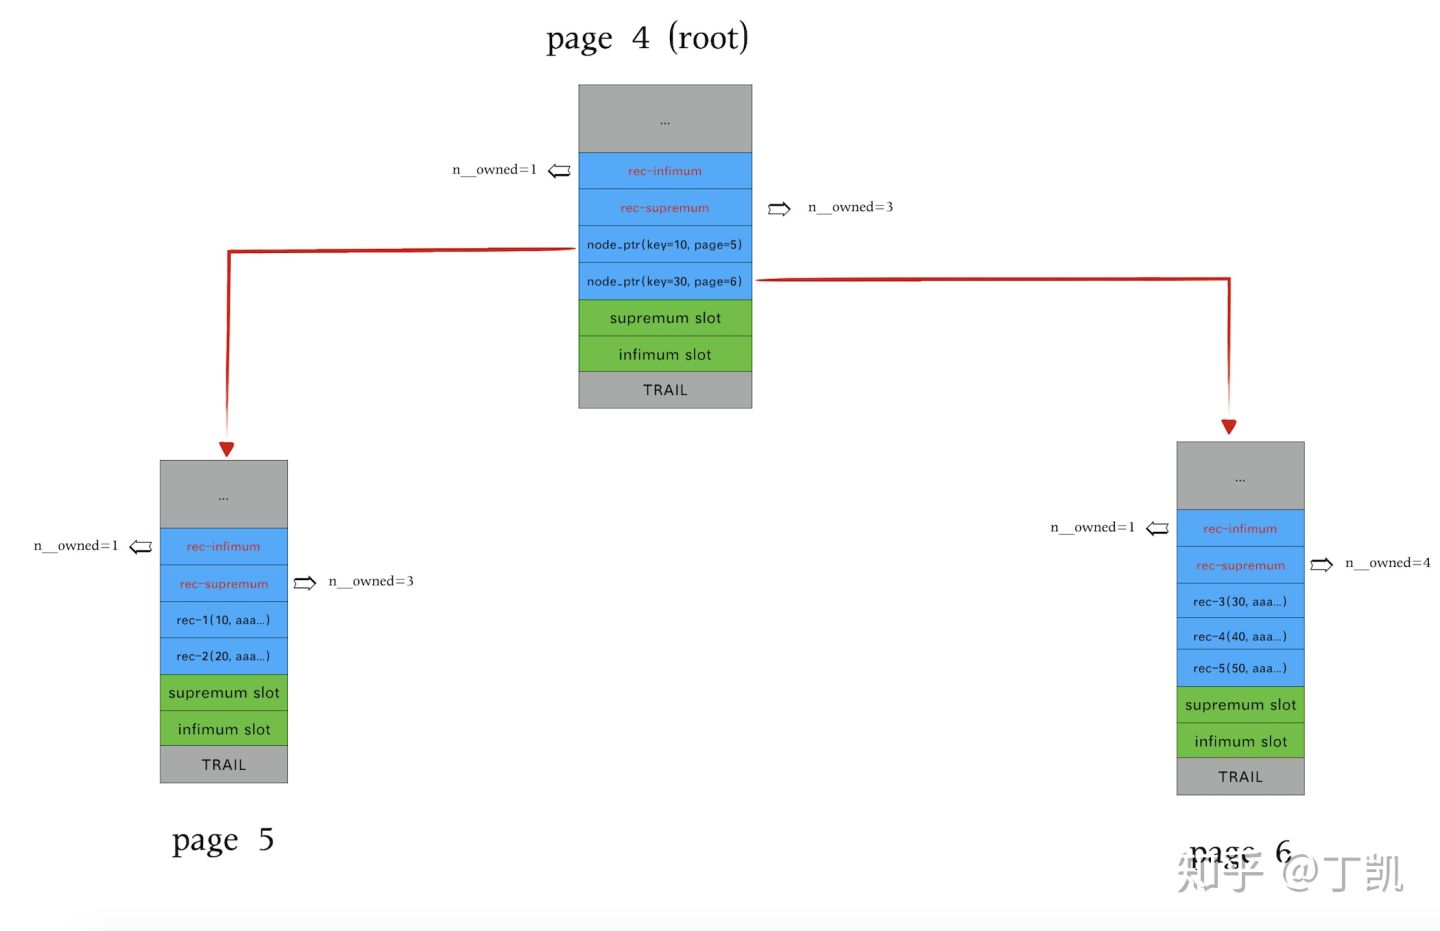 page 4 (root)
...
n__owned=1
rec-infimum
rec-supremum
n__owned=3
node_ptr(key=10, page=5)
node_ptr(key=30, page=6)
supremum slot
infimum slot
TRAIL
...
n__owned=1
rec-infimum
rec-supremum
n__owned=3
rec-1(10, aaa...)
rec-2(20, aaa...)
supremum slot
infimum slot
TRAIL
page 5
...
n__owned=1
rec-infimum
rec-supremum
n__owned=4
rec-3(30, aaa...)
rec-4(40, aaa...)
rec-5(50, aaa...)
supremum slot
infimum slot
TRAIL
page 6
知乎 @丁凯